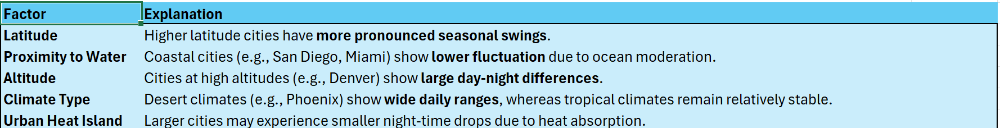 Factor Explanation
Latitude Higher latitude cities have more pronounced seasonal swings.
Proximity to Water Coastal cities (e.g., San Diego, Miami) show lower fluctuation due to ocean moderation.
Altitude Cities at high altitudes (e.g., Denver) show large day-night differences.
Climate Type Desert climates (e.g., Phoenix) show wide daily ranges, whereas tropical climates remain relatively stable.
Urban Heat Island Larger cities may experience smaller night-time drops due to heat absorption.